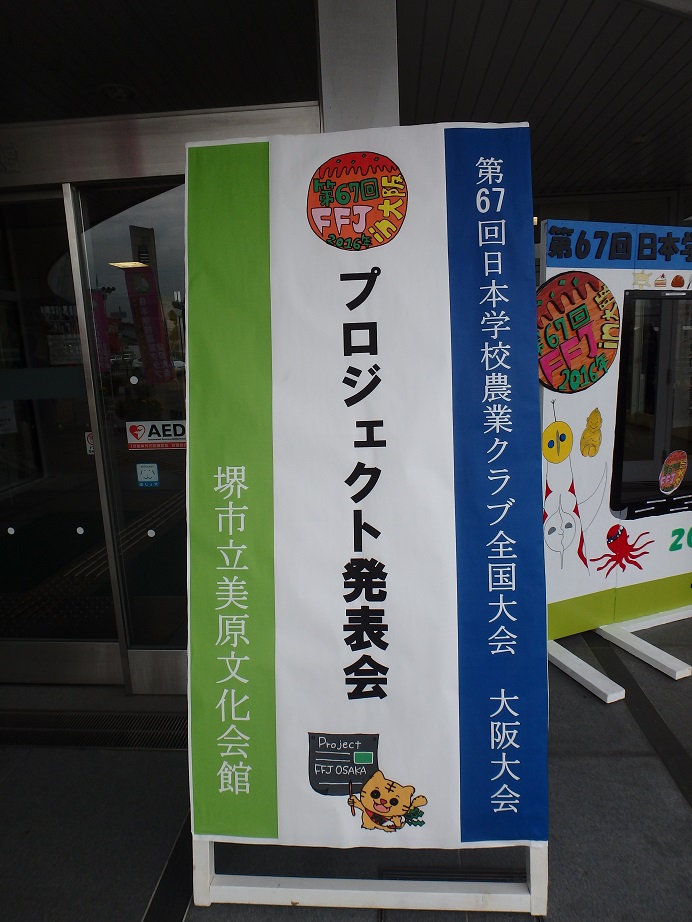 第67回日本学校農業クラブ全国大会 大阪大会
第67回
FFJ
2016年
in大阪
プロジェクト発表会
Project
FFJ OSAKA
堺市立美原文化会館
AED
第67回日本学
第67回
FFJ
2016年
in大阪